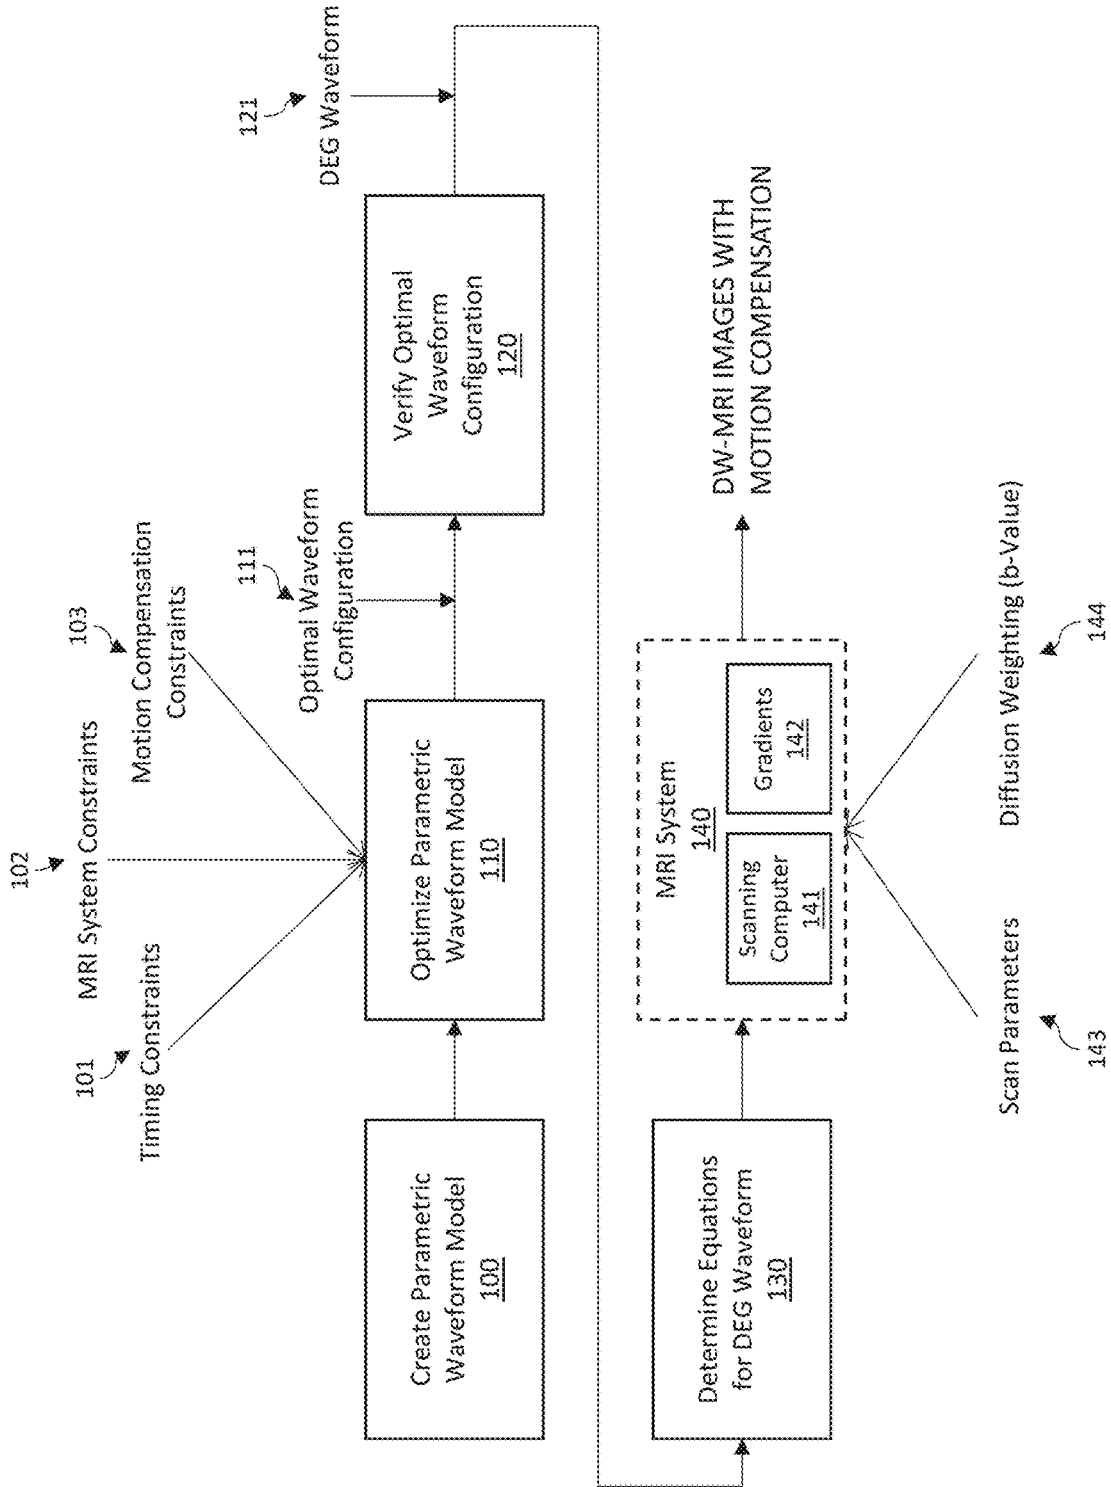 101
Timing Constraints
102
MRI System Constraints
103
Motion Compensation
Constraints
Create Parametric
Waveform Model
100
Optimize Parametric
Waveform Model
110
111
Optimal Waveform
Configuration
Verify Optimal
Waveform
Configuration
120
121
DEG Waveform
Determine Equations
for DEG Waveform
130
MRI System
140
Scanning
Computer
141
Gradients
142
DW-MRI IMAGES WITH
MOTION COMPENSATION
Scan Parameters
143
Diffusion Weighting (b-Value)
144